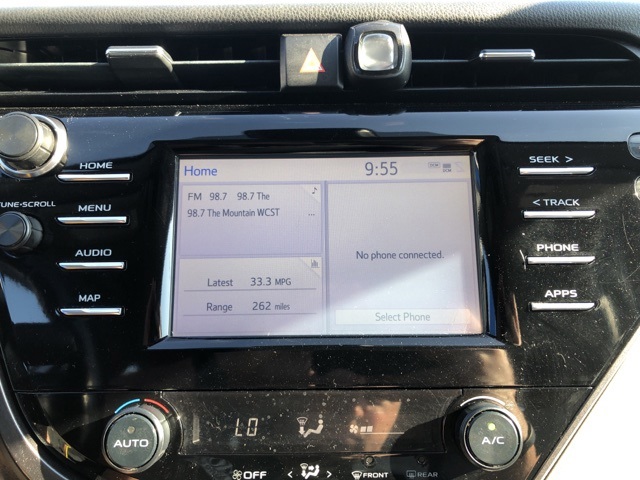 Home 9:55
FM 98.7 98.7 The
98.7 The Mountain WCST ...
Latest 33.3 MPG
Range 262 miles
No phone connected.
Select Phone
HOME
TUNE•SCROLL
MENU
AUDIO
MAP
SEEK >
< TRACK
PHONE
APPS
AUTO
LO
A/C
OFF
< >
FRONT
REAR